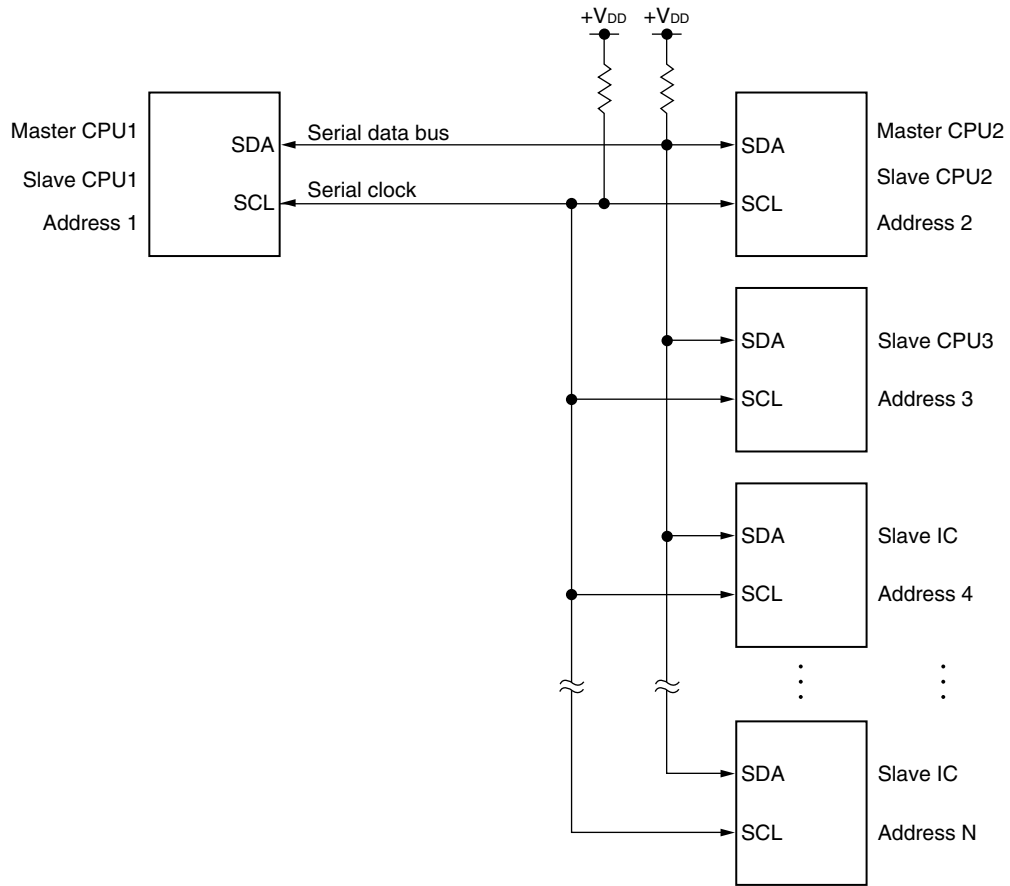 +VDD +VDD
Master CPU1
Slave CPU1
Address 1
SDA
SCL
Serial data bus
Serial clock
SDA
SCL
Master CPU2
Slave CPU2
Address 2
SDA
SCL
Slave CPU3
Address 3
SDA
SCL
Slave IC
Address 4
SDA
SCL
Slave IC
Address N